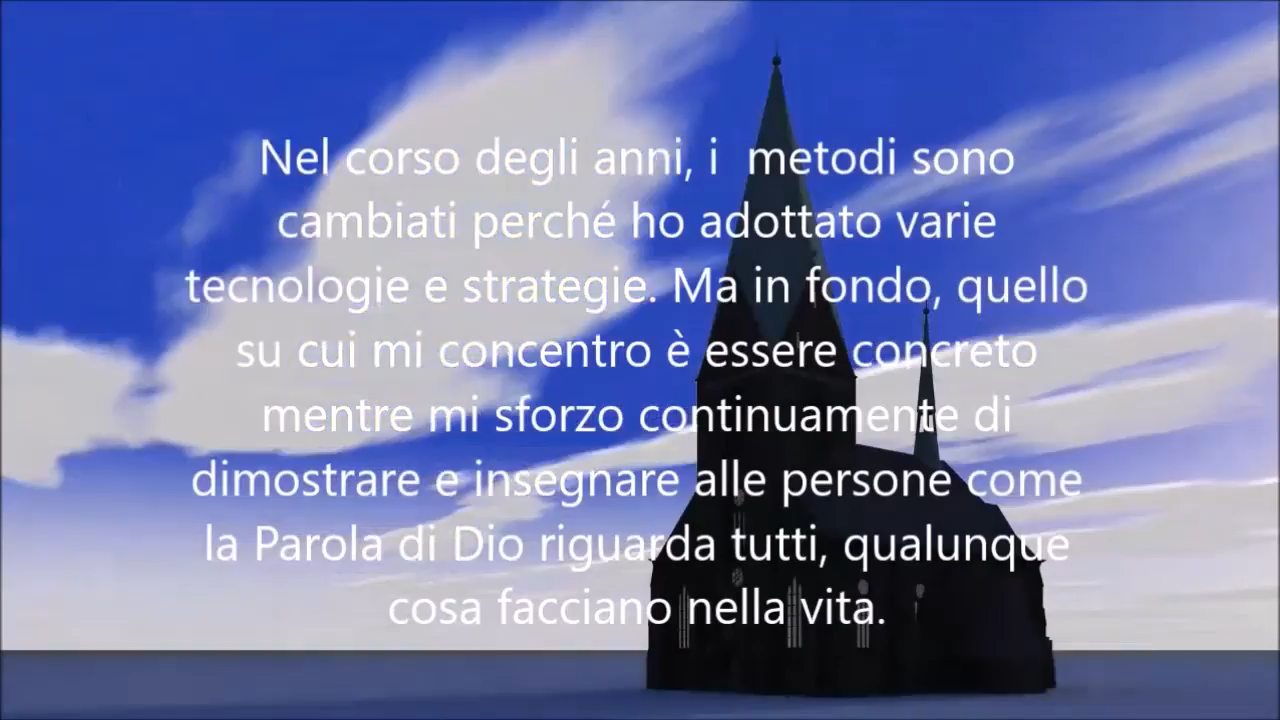 Nel corso degli anni, i  metodi sono
cambiati perché ho adottato varie
tecnologie e strategie. Ma in fondo, quello
su cui mi concentro è essere concreto
mentre mi sforzo continuamente di
dimostrare e insegnare alle persone come
la Parola di Dio riguarda tutti, qualunque
cosa facciano nella vita.